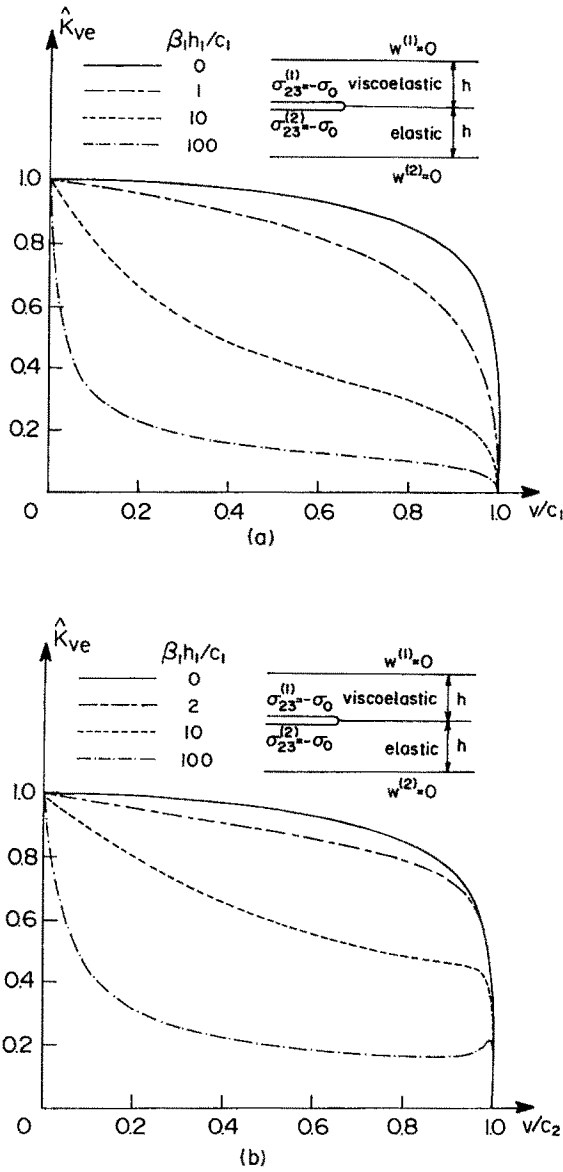 K̂ve
β₁h₁/c₁
0
1
10
100
w⁽¹⁾=0
σ₂₃⁽¹⁾=-σ₀ viscoelastic h
σ₂₃⁽²⁾=-σ₀ elastic h
w⁽²⁾=0
1.0
0.8
0.6
0.4
0.2
0 0.2 0.4 0.6 0.8 1.0 v/c₁
(a)
K̂ve
β₁h₁/c₁
0
2
10
100
w⁽¹⁾=0
σ₂₃⁽¹⁾=-σ₀ viscoelastic h
σ₂₃⁽²⁾=-σ₀ elastic h
w⁽²⁾=0
1.0
0.8
0.6
0.4
0.2
0 0.2 0.4 0.6 0.8 1.0 v/c₂
(b)